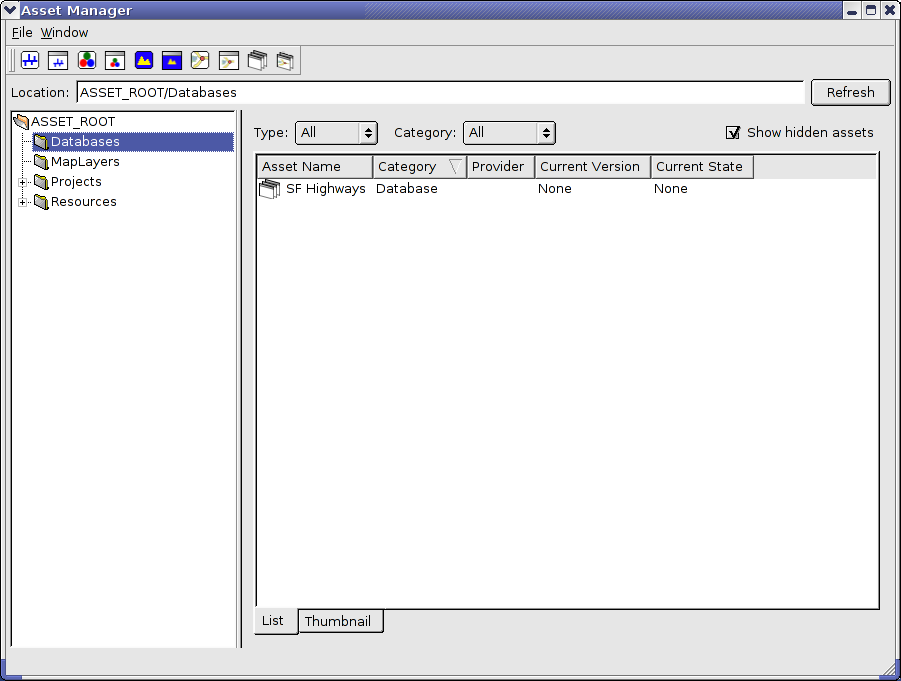 Asset Manager
File Window
Location: ASSET_ROOT/Databases Refresh
ASSET_ROOT
Databases
MapLayers
Projects
Resources
Type: All Category: All Show hidden assets
Asset Name Category Provider Current Version Current State
SF Highways Database None None
List Thumbnail